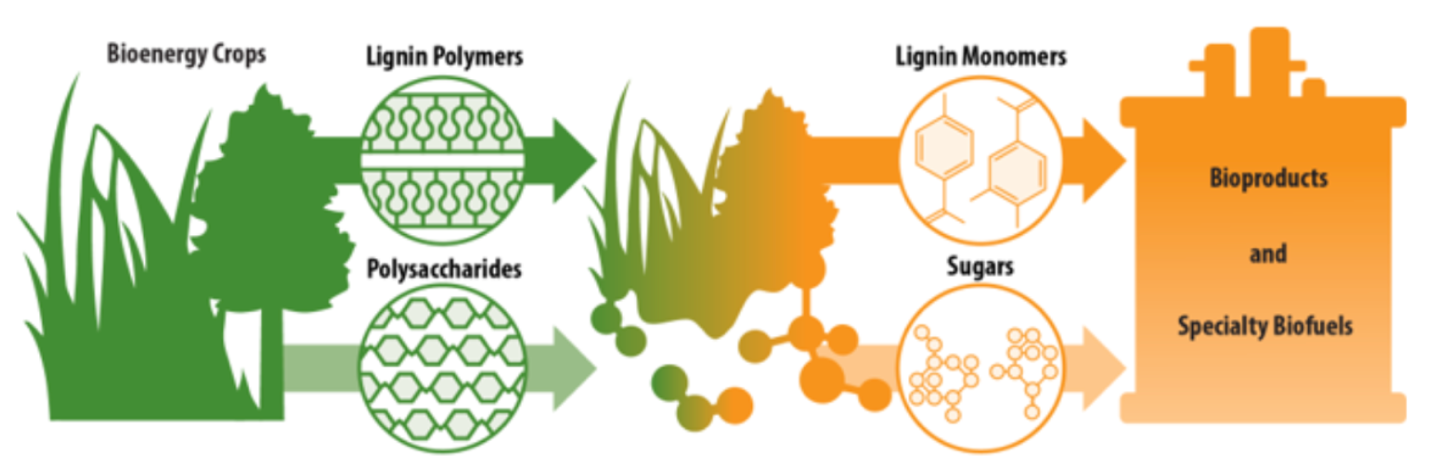 Bioenergy Crops
Lignin Polymers
Polysaccharides
Lignin Monomers
Sugars
Bioproducts
and
Specialty Biofuels